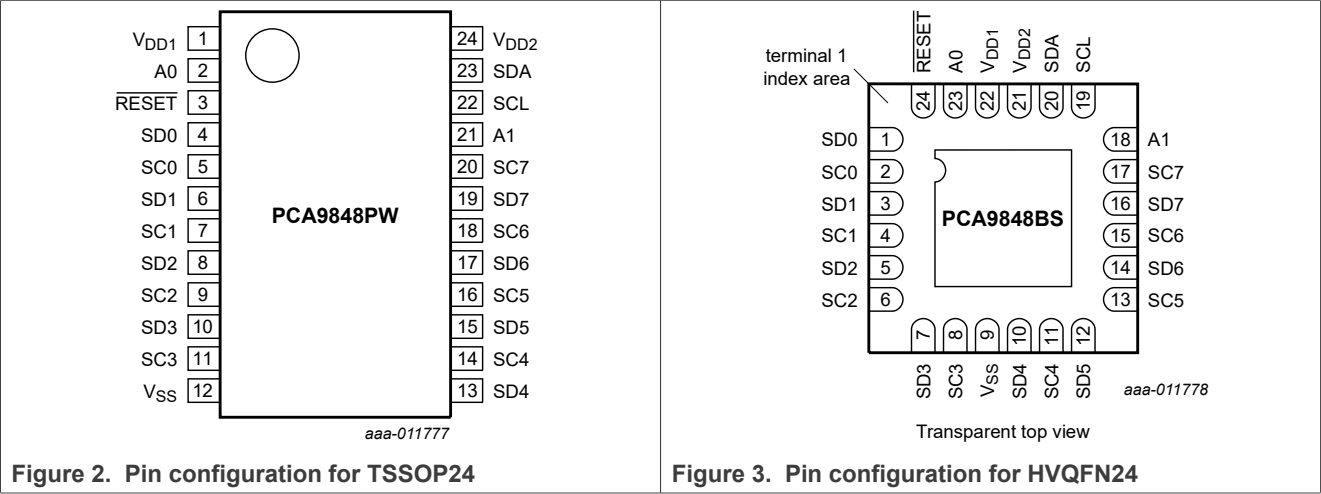 VDD1 1 24 VDD2
A0 2 23 SDA
RESET 3 22 SCL
SD0 4 21 A1
SC0 5 20 SC7
SD1 6 19 SD7
SC1 7 18 SC6
SD2 8 17 SD6
SC2 9 16 SC5
SD3 10 15 SD5
SC3 11 14 SC4
VSS 12 13 SD4
PCA9848PW
aaa-011777
Figure 2. Pin configuration for TSSOP24
terminal 1
index area
RESET A0 VDD1 VDD2 SDA SCL
24 23 22 21 20 19
SD0 1 18 A1
SC0 2 17 SC7
SD1 3 16 SD7
SC1 4 15 SC6
SD2 5 14 SD6
SC2 6 13 SC5
PCA9848BS
7 8 9 10 11 12
SD3 SC3 VSS SD4 SC4 SD5
aaa-011778
Transparent top view
Figure 3. Pin configuration for HVQFN24